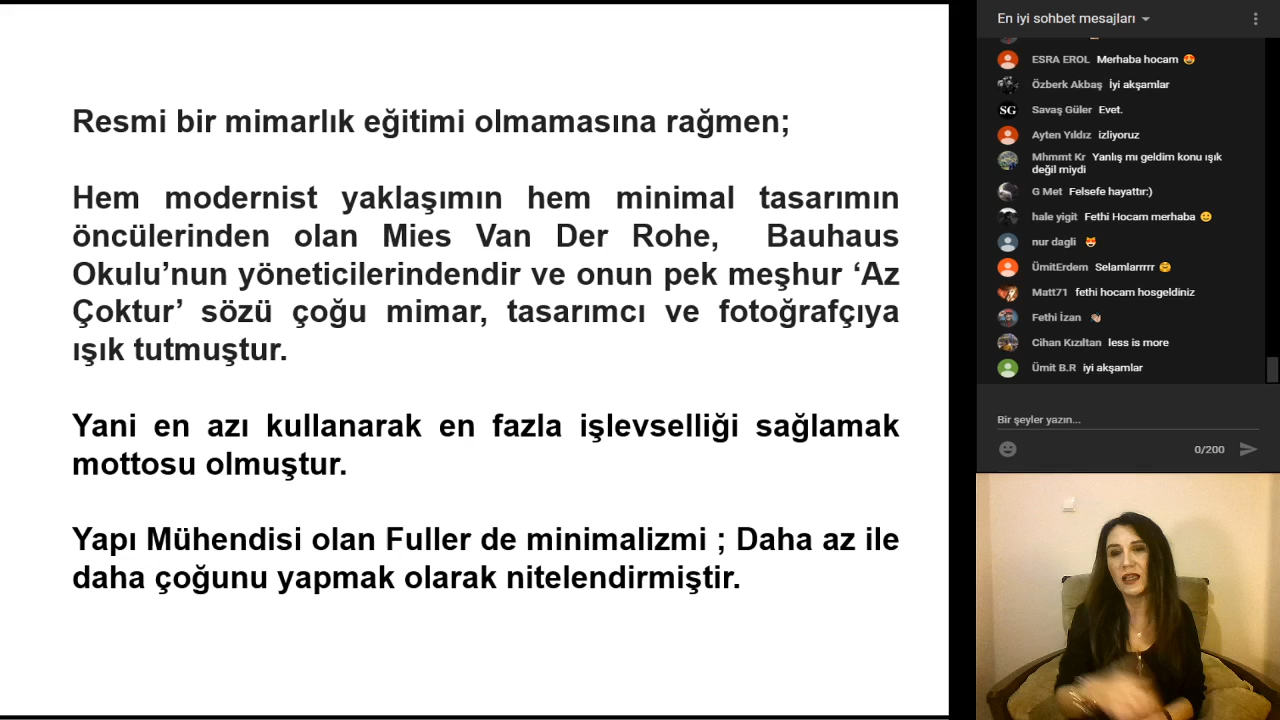 Resmi bir mimarlık eğitimi olmamasına rağmen;
Hem modernist yaklaşımın hem minimal tasarımın
öncülerinden olan Mies Van Der Rohe, Bauhaus
Okulu’nun yöneticilerindendir ve onun pek meşhur ‘Az
Çoktur’ sözü çoğu mimar, tasarımcı ve fotoğrafçıya
ışık tutmuştur.
Yani en azı kullanarak en fazla işlevselliği sağlamak
mottosu olmuştur.
Yapı Mühendisi olan Fuller de minimalizmi ; Daha az ile
daha çoğunu yapmak olarak nitelendirmiştir.
En iyi sohbet mesajları
ESRA EROL Merhaba hocam 😍
Özberk Akbaş İyi akşamlar
SG Savaş Güler Evet.
Ayten Yıldız izliyoruz
Mhmmt Kr Yanlış mı geldim konu ışık
değil miydi
G Met Felsefe hayattır:)
hale yigit Fethi Hocam merhaba 😊
nur dagli 😻
ÜmitErdem Selamlarrrrr 🤗
Matt71 fethi hocam hosgeldiniz
Fethi İzan 👏🏼
Cihan Kızıltan less is more
Ümit B.R iyi akşamlar
Bir şeyler yazın...
0/200